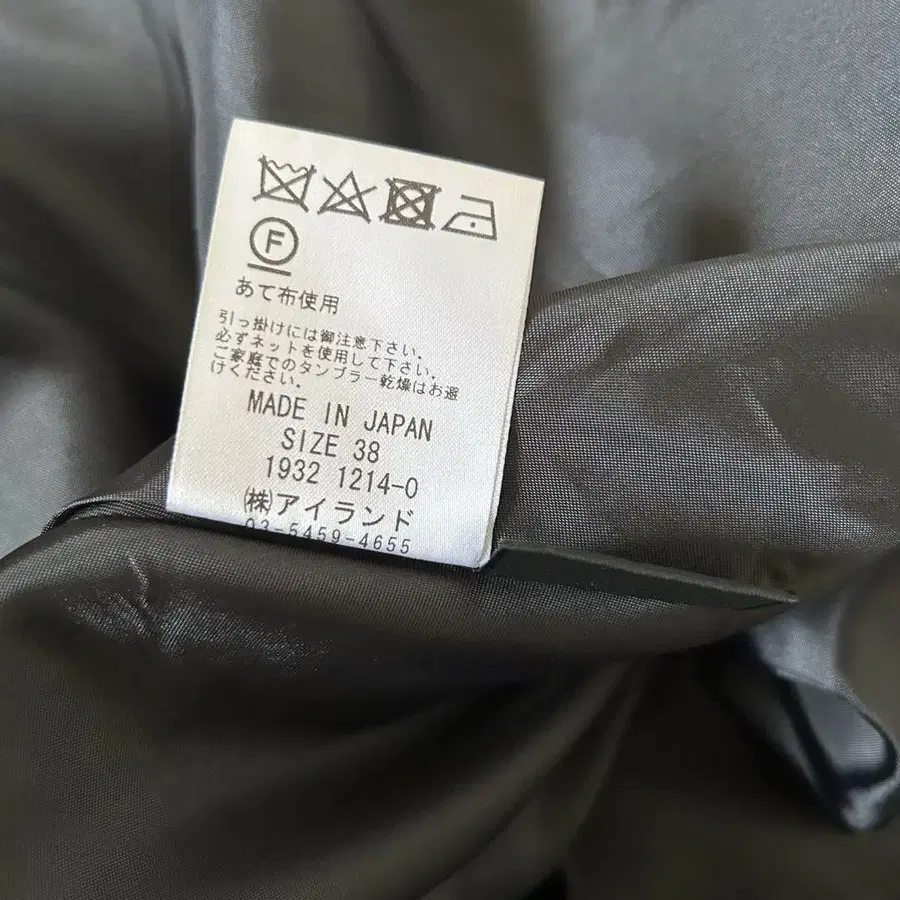 F
あて布使用
引っ掛けには御注意下さい。
必ずネットを使用して下さい。
ご家庭でのタンブラー乾燥はお避
けください。
MADE IN JAPAN
SIZE 38
1932 1214-0
㈱アイランド
03-5459-4655